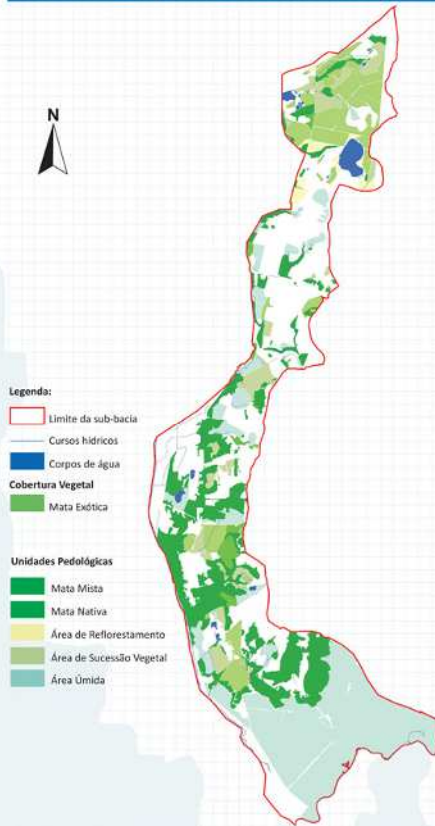 N
Legenda:
Limite da sub-bacia
Cursos hídricos
Corpos de água
Cobertura Vegetal
Mata Exótica
Unidades Pedológicas
Mata Mista
Mata Nativa
Área de Reflorestamento
Área de Sucessão Vegetal
Área Úmida